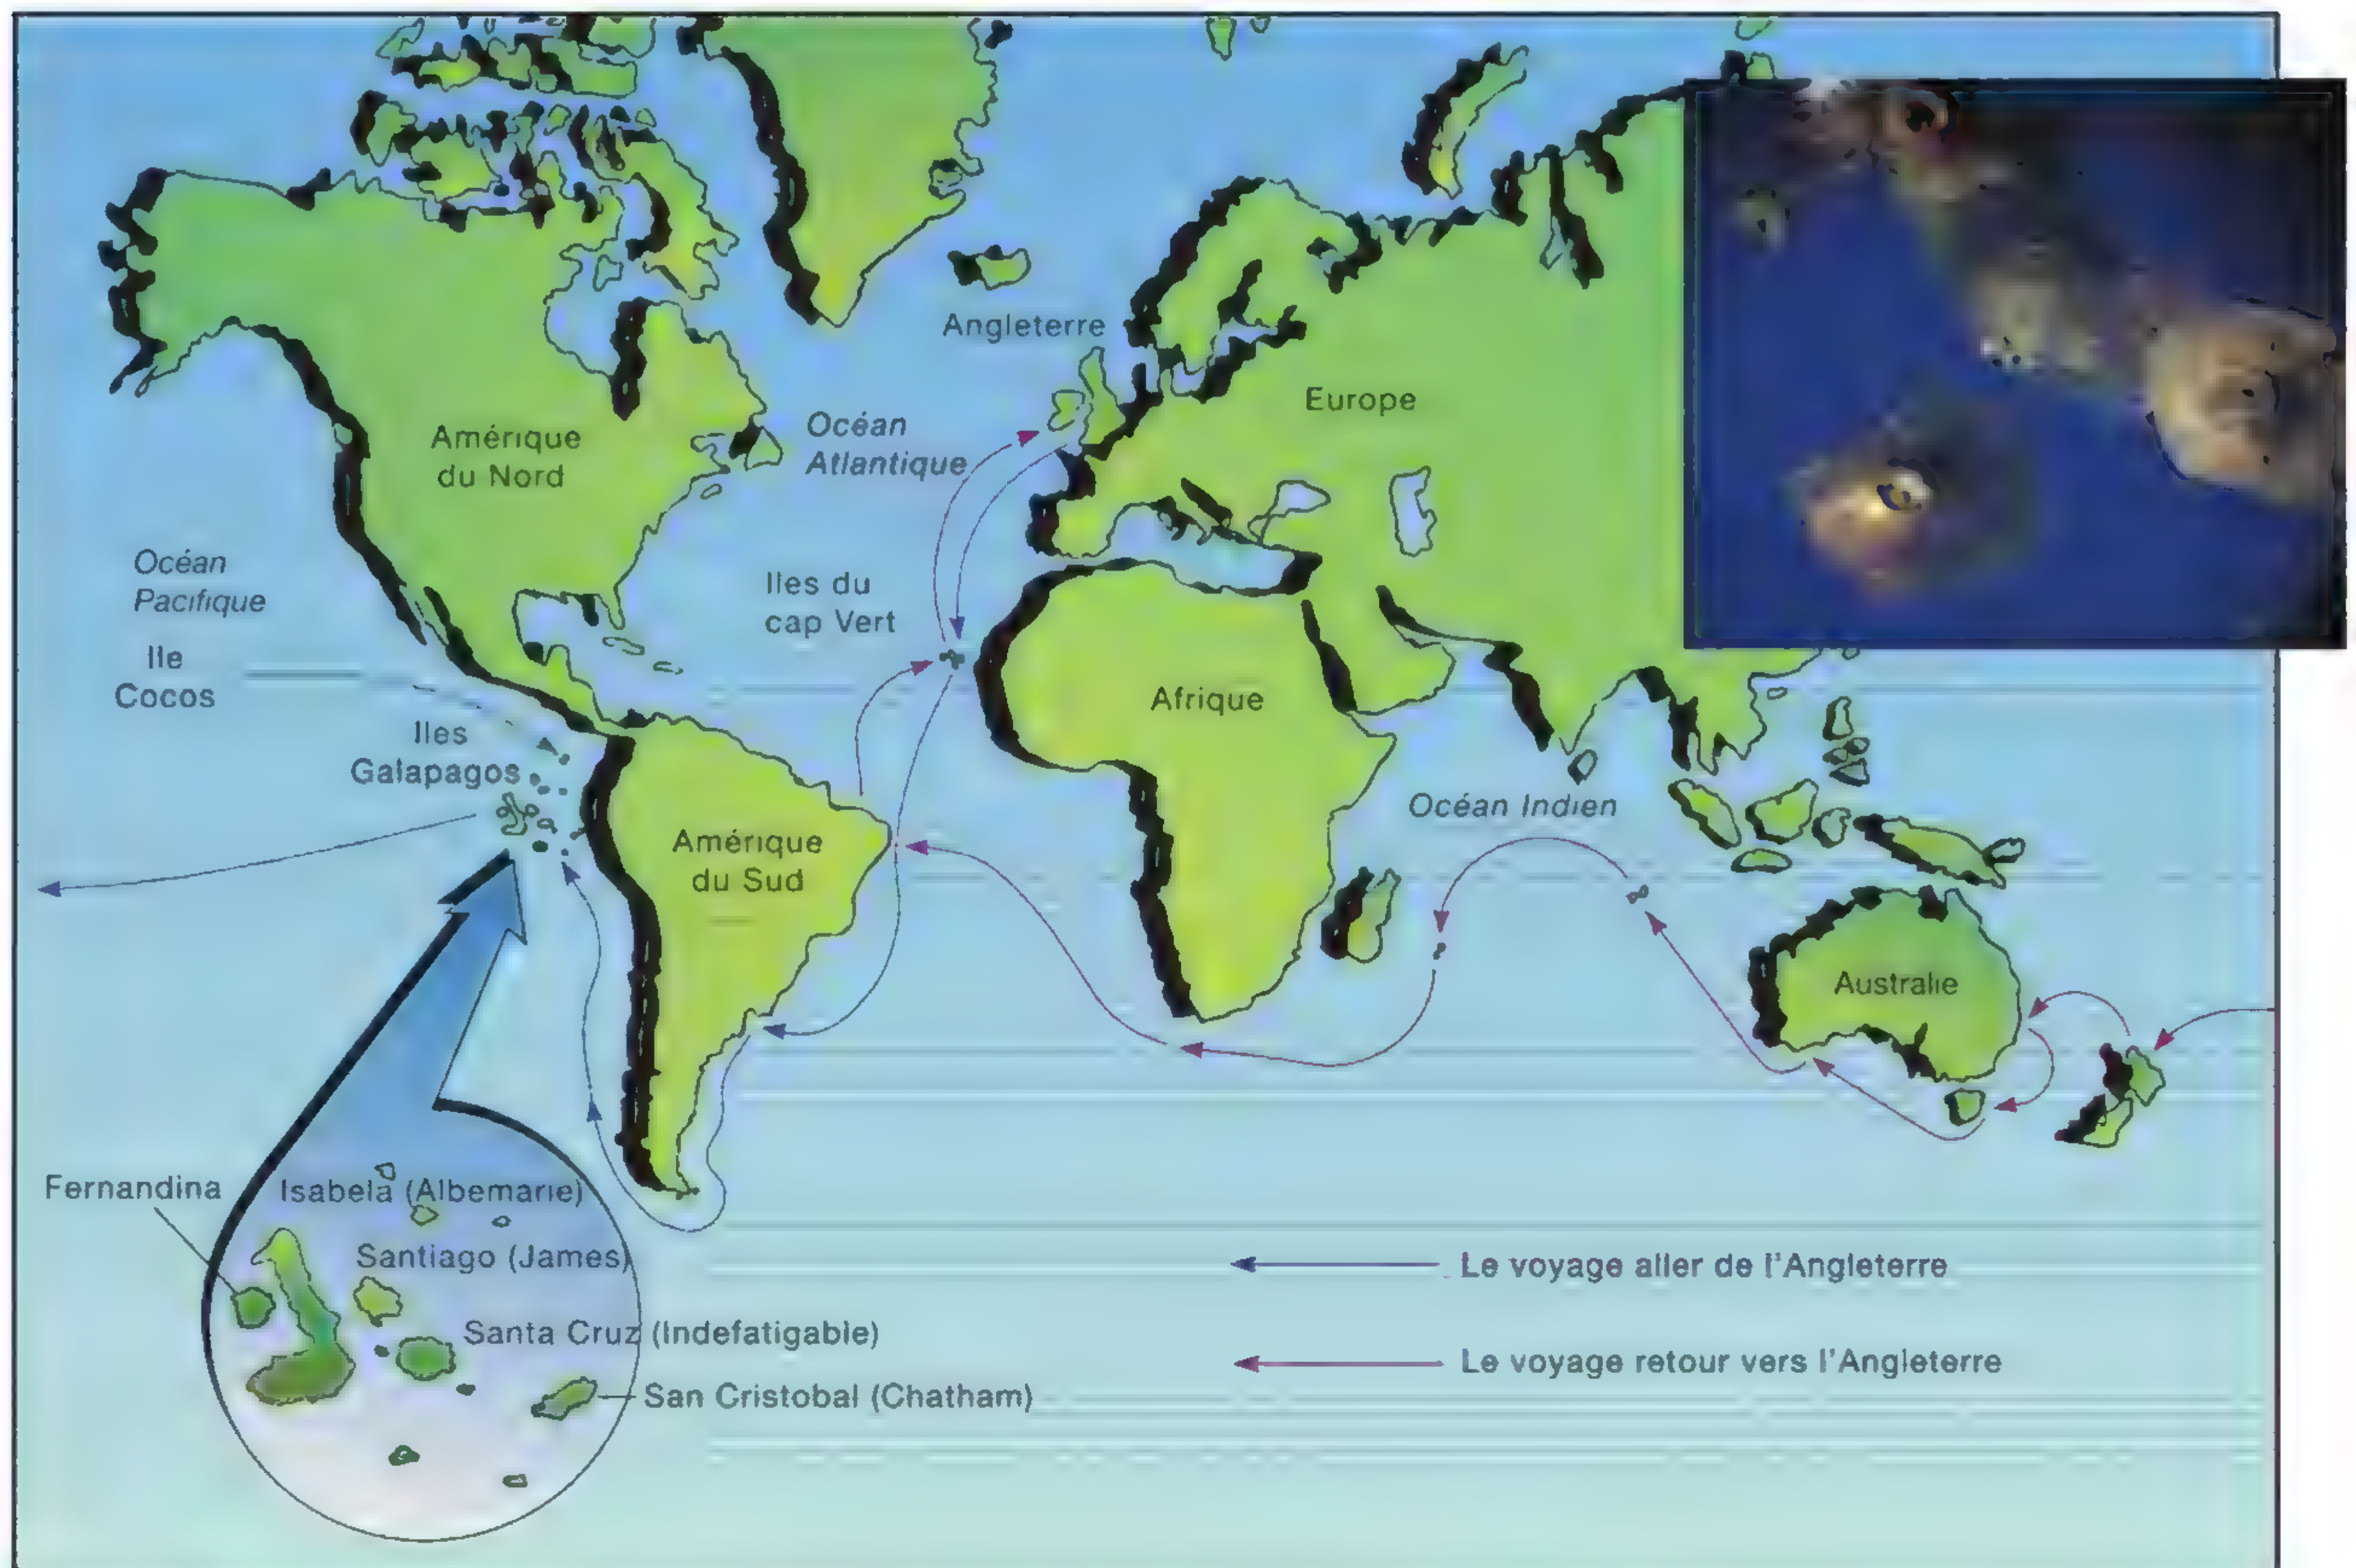 Angleterre
Europe
Océan
Atlantique
Amérique
du Nord
Océan
Pacifique
Iles du
cap Vert
Ile
Cocos
Afrique
Iles
Galapagos
Océan Indien
Amérique
du Sud
Australie
Fernandina
Isabela (Albemarie)
Santiago (James)
Santa Cruz (Indefatigable)
San Cristobal (Chatham)
Le voyage aller de l'Angleterre
Le voyage retour vers l'Angleterre